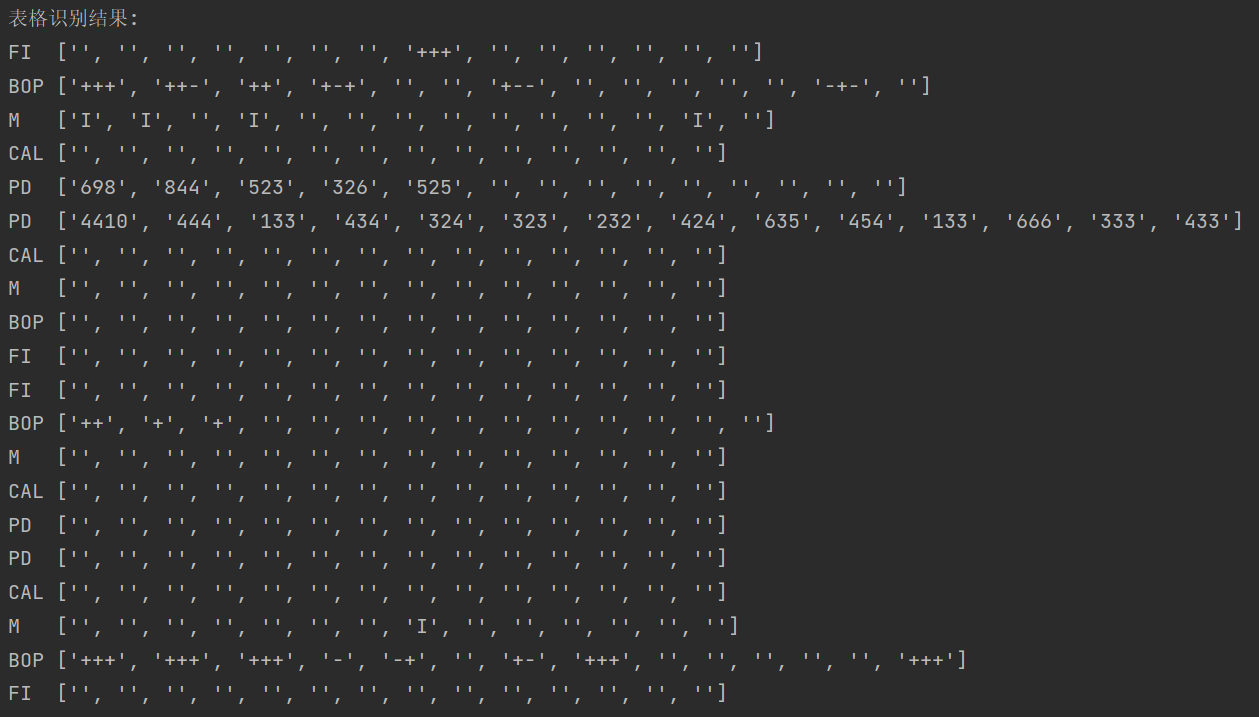 表格识别结果:
FI  ['', '', '', '', '', '', '', '+++', '', '', '', '', '', '']
BOP ['+++', '++-', '++', '+-+', '', '', '+--', '', '', '', '', '', '-+-', '']
M   ['I', 'I', '', 'I', '', '', '', '', '', '', '', '', 'I', '']
CAL ['', '', '', '', '', '', '', '', '', '', '', '', '', '']
PD  ['698', '844', '523', '326', '525', '', '', '', '', '', '', '', '', '']
PD  ['4410', '444', '133', '434', '324', '323', '232', '424', '635', '454', '133', '666', '333', '433']
CAL ['', '', '', '', '', '', '', '', '', '', '', '', '', '']
M   ['', '', '', '', '', '', '', '', '', '', '', '', '', '']
BOP ['', '', '', '', '', '', '', '', '', '', '', '', '', '']
FI  ['', '', '', '', '', '', '', '', '', '', '', '', '', '']
FI  ['', '', '', '', '', '', '', '', '', '', '', '', '', '']
BOP ['++', '+', '+', '', '', '', '', '', '', '', '', '', '', '']
M   ['', '', '', '', '', '', '', '', '', '', '', '', '', '']
CAL ['', '', '', '', '', '', '', '', '', '', '', '', '', '']
PD  ['', '', '', '', '', '', '', '', '', '', '', '', '', '']
PD  ['', '', '', '', '', '', '', '', '', '', '', '', '', '']
CAL ['', '', '', '', '', '', '', '', '', '', '', '', '', '']
M   ['', '', '', '', '', '', '', 'I', '', '', '', '', '', '']
BOP ['+++', '+++', '+++', '-', '-+', '', '+-', '+++', '', '', '', '', '', '+++']
FI  ['', '', '', '', '', '', '', '', '', '', '', '', '', '']